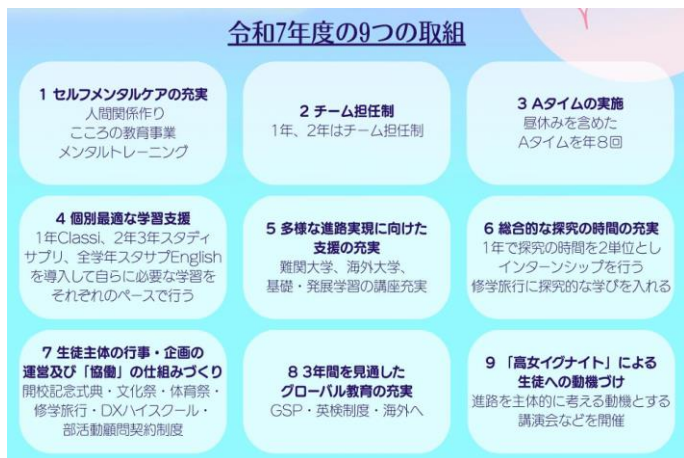 令和7年度の9つの取組
1 セルフメンタルケアの充実
人間関係作り
こころの教育事業
メンタルトレーニング
2 チーム担任制
1年、2年はチーム担任制
3 Aタイムの実施
昼休みを含めた
Aタイムを年8回
4 個別最適な学習支援
1年Classi、2年3年スタディ
サプリ、全学年スタサプEnglish
を導入して自らに必要な学習を
それぞれのペースで行う
5 多様な進路実現に向けた
支援の充実
難関大学、海外大学、
基礎・発展学習の講座充実
6 総合的な探究の時間の充実
1年で探究の時間を2単位とし
インターンシップを行う
修学旅行に探究的な学びを入れる
7 生徒主体の行事・企画の
運営及び「協働」の仕組みづくり
開校記念式典・文化祭・体育祭・
修学旅行・DXハイスクール・
部活動顧問契約制度
8 3年間を見通した
グローバル教育の充実
GSP・英検制度・海外へ
9 「高女イグナイト」による
生徒への動機づけ
進路を主体的に考える動機とする
講演会などを開催